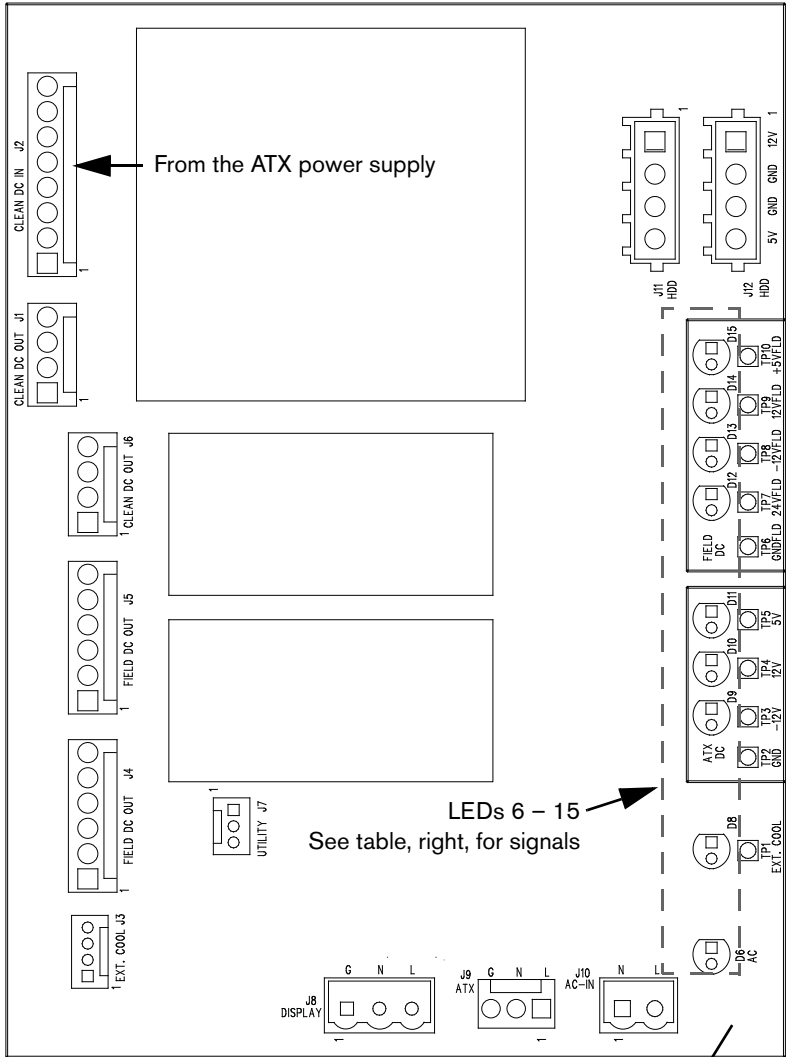 J2
CLEAN DC IN
1
From the ATX power supply
J1
CLEAN DC OUT
1
1
12V
GND
GND
5V
1
J11
HDD
J12
HDD
D15
TP10
+5VFLD
D14
TP9
12VFLD
D13
TP8
-12VFLD
D12
TP7
24VFLD
FIELD
DC
TP6
GNDFLD
CLEAN DC OUT J6
1
FIELD DC OUT J5
1
D11
TP5
5V
D10
TP4
12V
D9
TP3
-12V
ATX
DC
TP2
GND
FIELD DC OUT J4
1
1
UTILITY J7
LEDs 6 – 15
See table, right, for signals
D8
TP1
EXT. COOL
EXT. COOL J3
1
D6
AC
J8
DISPLAY
G N L
1
J9
ATX
G N L
1
J10
AC-IN
N L
1